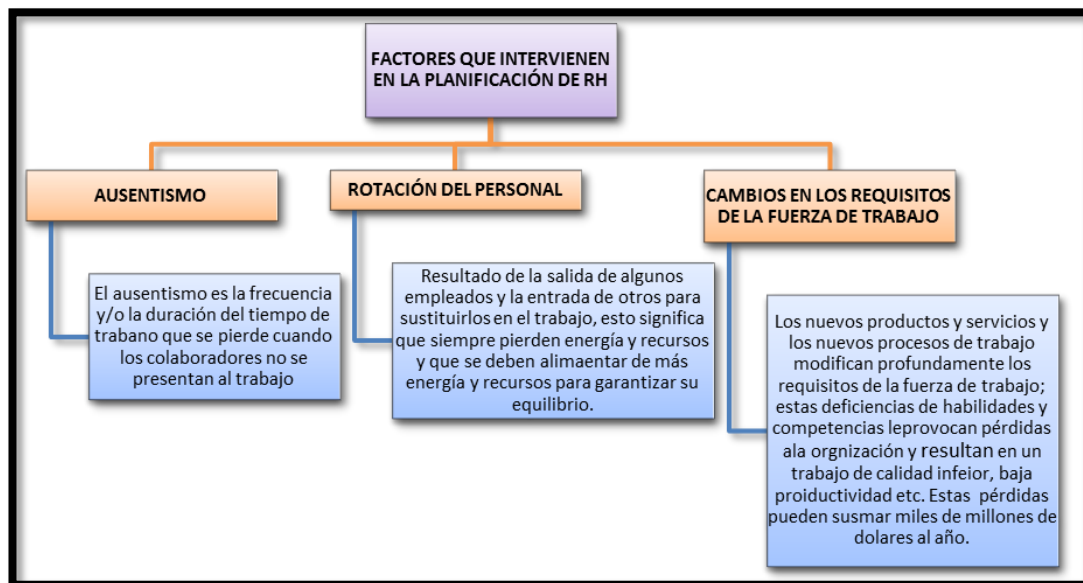 FACTORES QUE INTERVIENEN
EN LA PLANIFICACIÓN DE RH
AUSENTISMO
El ausentismo es la frecuencia
y/o la duración del tiempo de
trabano que se pierde cuando
los colaboradores no se
presentan al trabajo
ROTACIÓN DEL PERSONAL
Resultado de la salida de algunos
empleados y la entrada de otros para
sustituirlos en el trabajo, esto significa
que siempre pierden energía y recursos
y que se deben alimaentar de más
energía y recursos para garantizar su
equilibrio.
CAMBIOS EN LOS REQUISITOS
DE LA FUERZA DE TRABAJO
Los nuevos productos y servicios y
los nuevos procesos de trabajo
modifican profundamente los
requisitos de la fuerza de trabajo;
estas deficiencias de habilidades y
competencias leprovocan pérdidas
ala orgnización y resultan en un
trabajo de calidad infeior, baja
proiductividad etc. Estas pérdidas
pueden susmar miles de millones de
dolares al año.